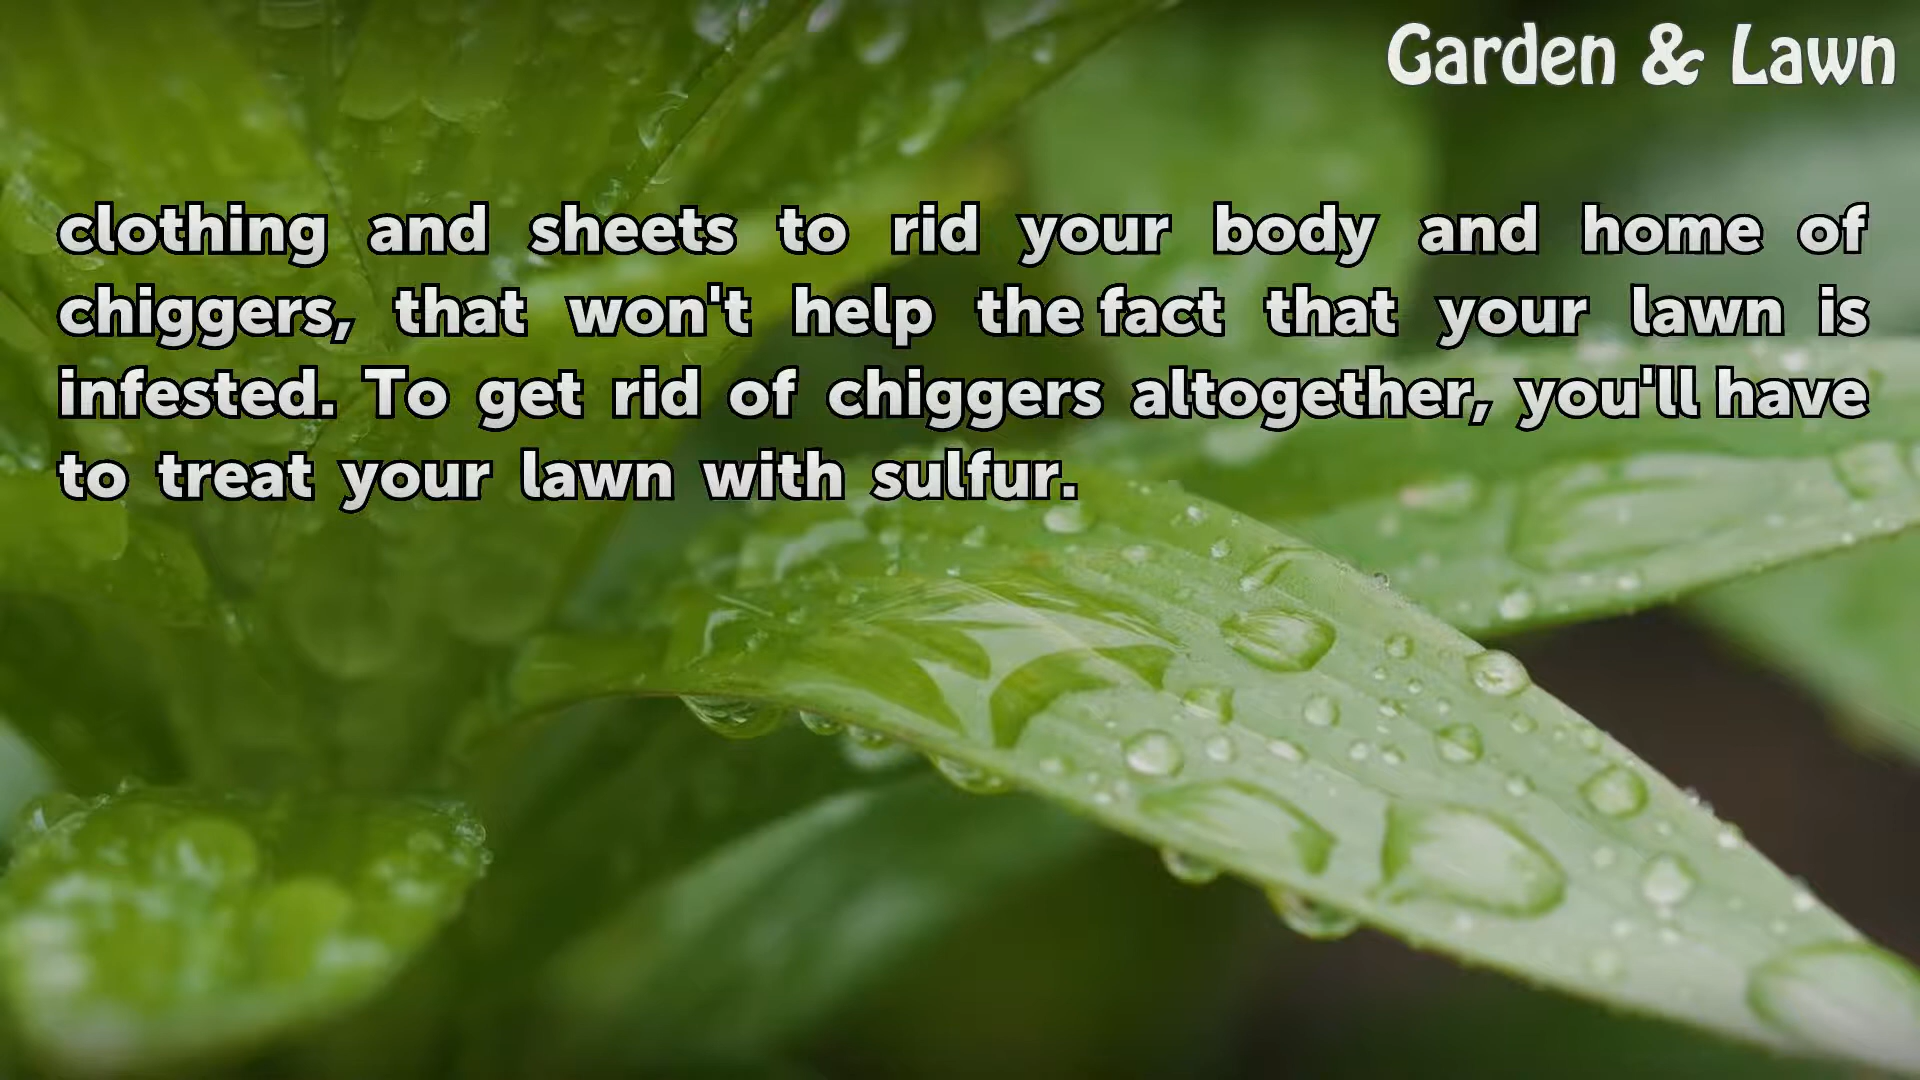 Garden & Lawn
clothing and sheets to rid your body and home of
chiggers, that won't help the fact that your lawn is
infested. To get rid of chiggers altogether, you'll have
to treat your lawn with sulfur.